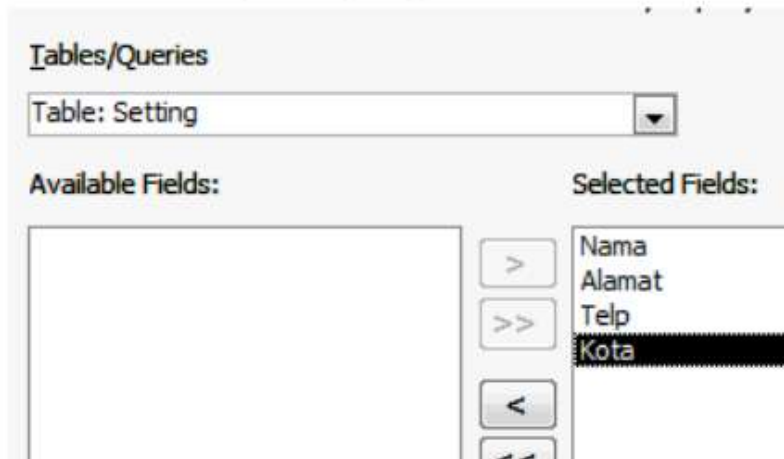 Tables/Queries
Table: Setting
Available Fields:
Selected Fields:
>
>>
<
<<
Nama
Alamat
Telp
Kota